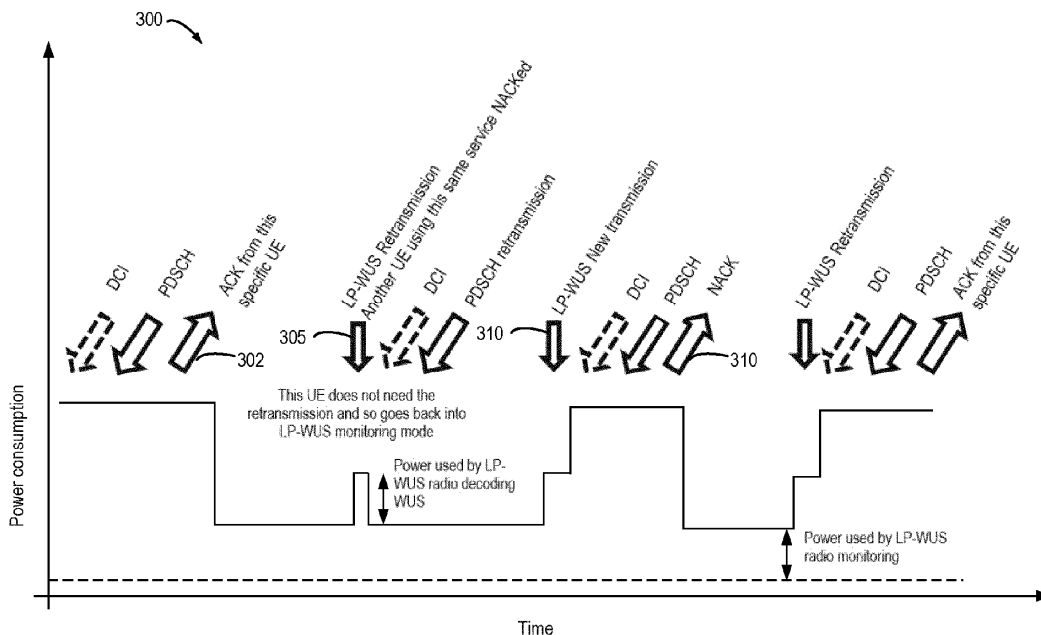 300
DCI
PDSCH
ACK from this
specific UE
302
LP-WUS Retransmission
Another UE using this same service NACKed
305
DCI
PDSCH retransmission
LP-WUS New transmission
310
DCI
PDSCH
NACK
310
LP-WUS Retransmission
DCI
PDSCH
ACK from this
specific UE
This UE does not need the
retransmission and so goes back into
LP-WUS monitoring mode
Power used by LP-
WUS radio decoding
WUS
Power used by LP-WUS
radio monitoring
Power consumption
Time